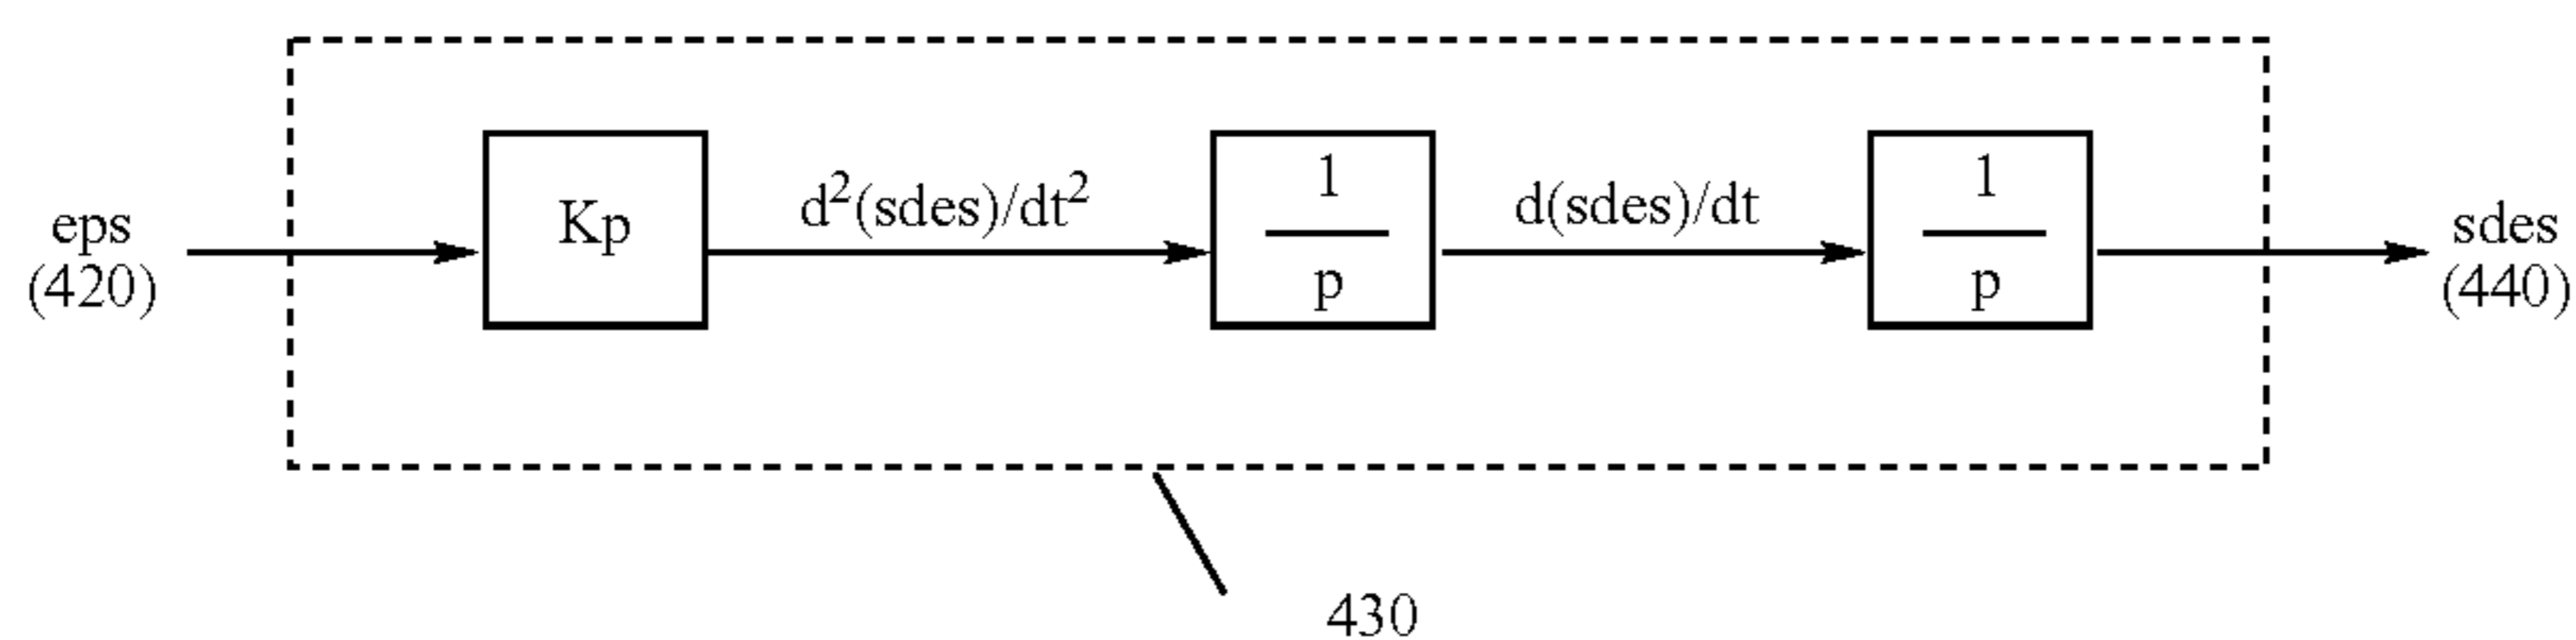 eps
(420)
Kp
d²(sdes)/dt²
1
p
d(sdes)/dt
1
p
sdes
(440)
430